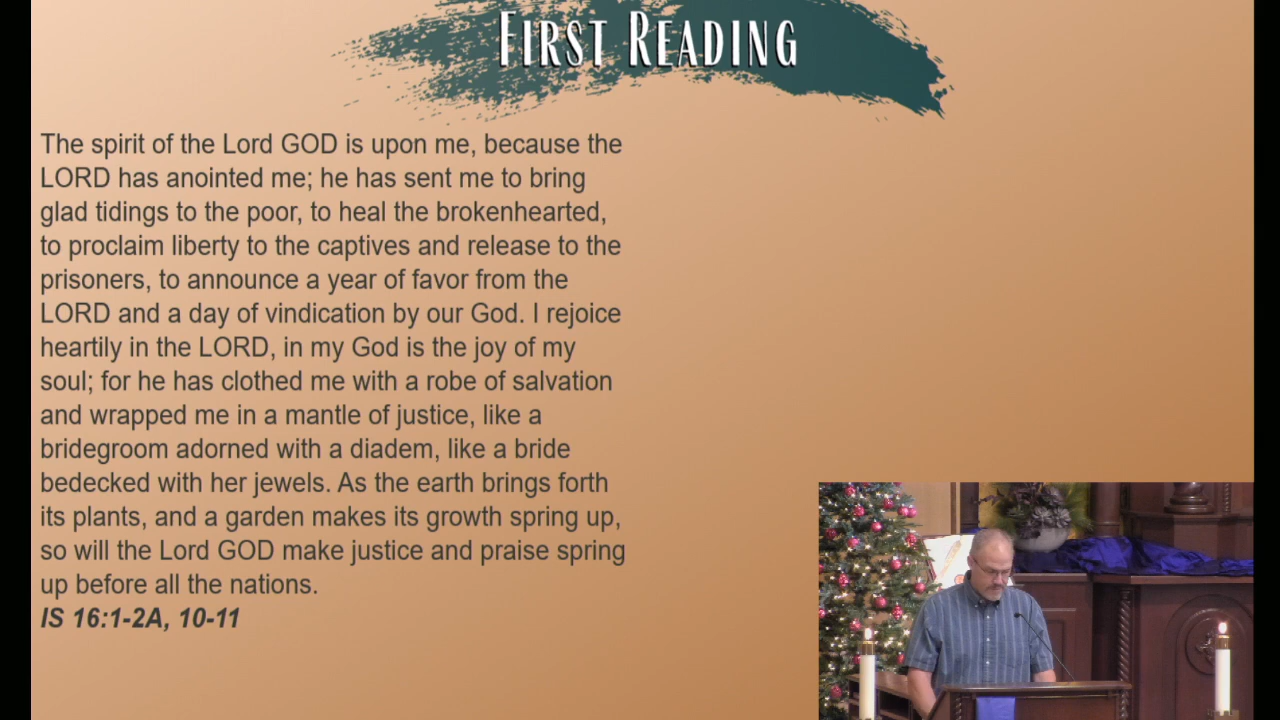 FIRST READING
The spirit of the Lord GOD is upon me, because the
LORD has anointed me; he has sent me to bring
glad tidings to the poor, to heal the brokenhearted,
to proclaim liberty to the captives and release to the
prisoners, to announce a year of favor from the
LORD and a day of vindication by our God. I rejoice
heartily in the LORD, in my God is the joy of my
soul; for he has clothed me with a robe of salvation
and wrapped me in a mantle of justice, like a
bridegroom adorned with a diadem, like a bride
bedecked with her jewels. As the earth brings forth
its plants, and a garden makes its growth spring up,
so will the Lord GOD make justice and praise spring
up before all the nations.
IS 16:1-2A, 10-11